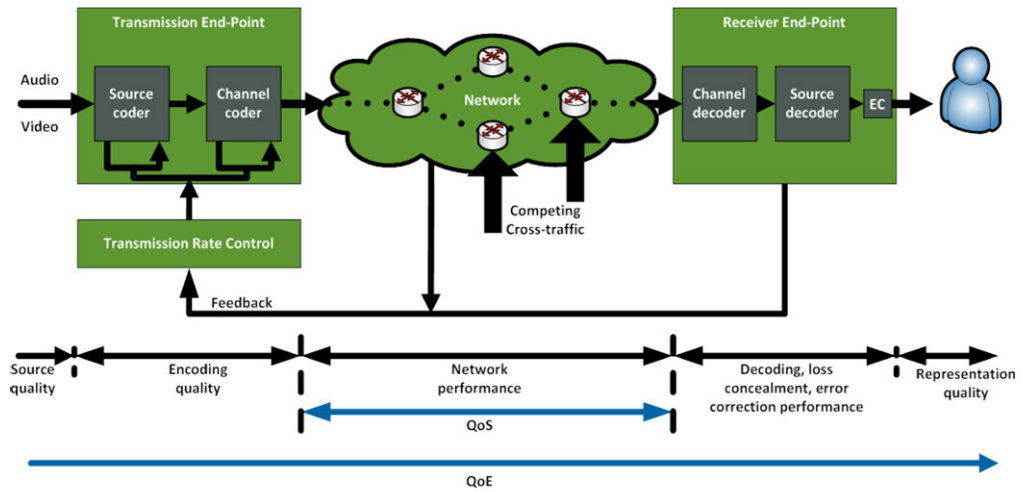 Transmission End-Point
Receiver End-Point
Audio
Video
Source
coder
Channel
coder
Network
Channel
decoder
Source
decoder
EC
Competing
Cross-traffic
Transmission Rate Control
Feedback
Source
quality
Encoding
quality
Network
performance
Decoding, loss
concealment, error
correction performance
Representation
quality
QoS
QoE